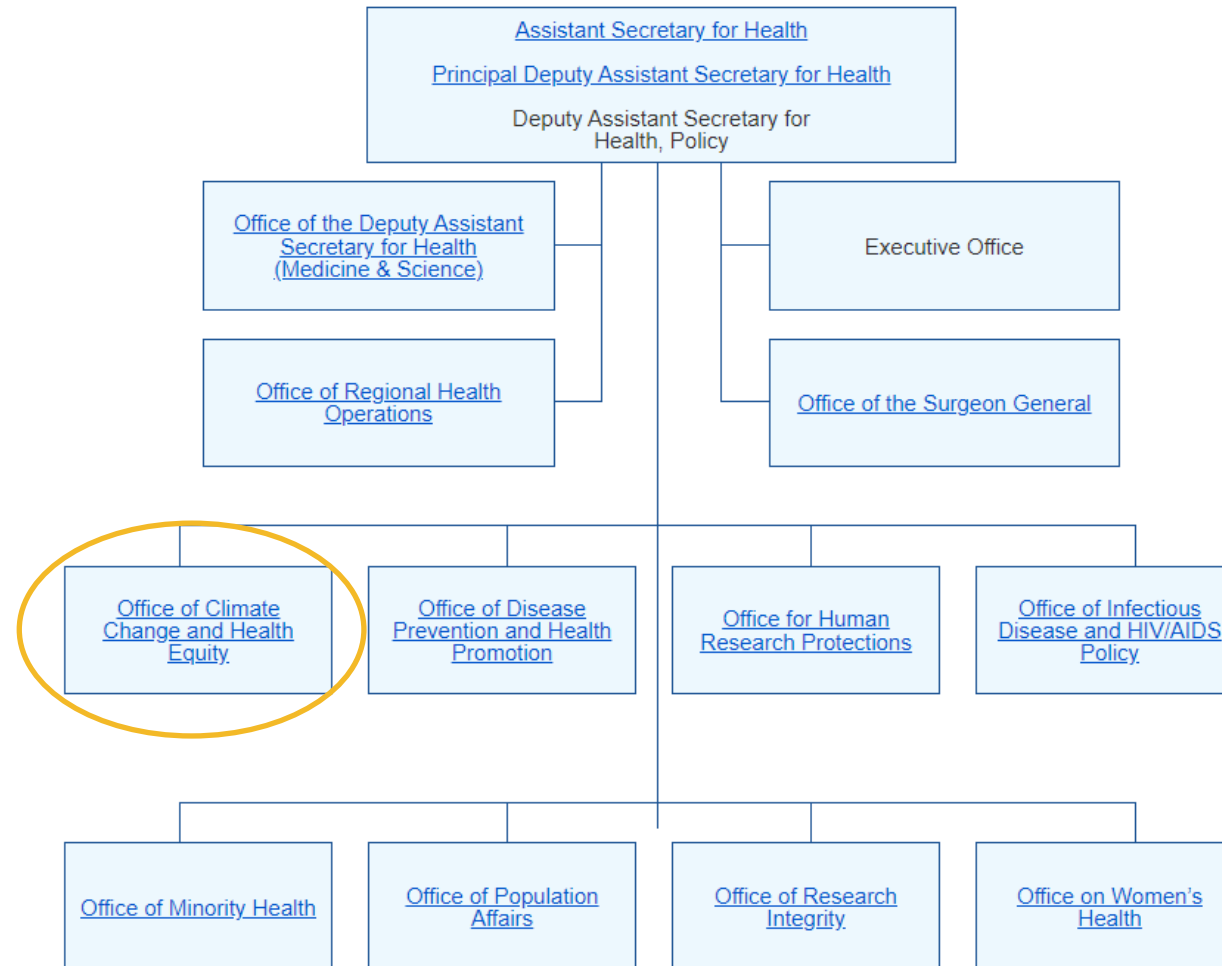 Assistant Secretary for Health
Principal Deputy Assistant Secretary for Health
Deputy Assistant Secretary for
Health, Policy
Office of the Deputy Assistant
Secretary for Health
(Medicine & Science)
Executive Office
Office of Regional Health
Operations
Office of the Surgeon General
Office of Climate
Change and Health
Equity
Office of Disease
Prevention and Health
Promotion
Office for Human
Research Protections
Office of Infectious
Disease and HIV/AIDS
Policy
Office of Minority Health
Office of Population
Affairs
Office of Research
Integrity
Office on Women's
Health